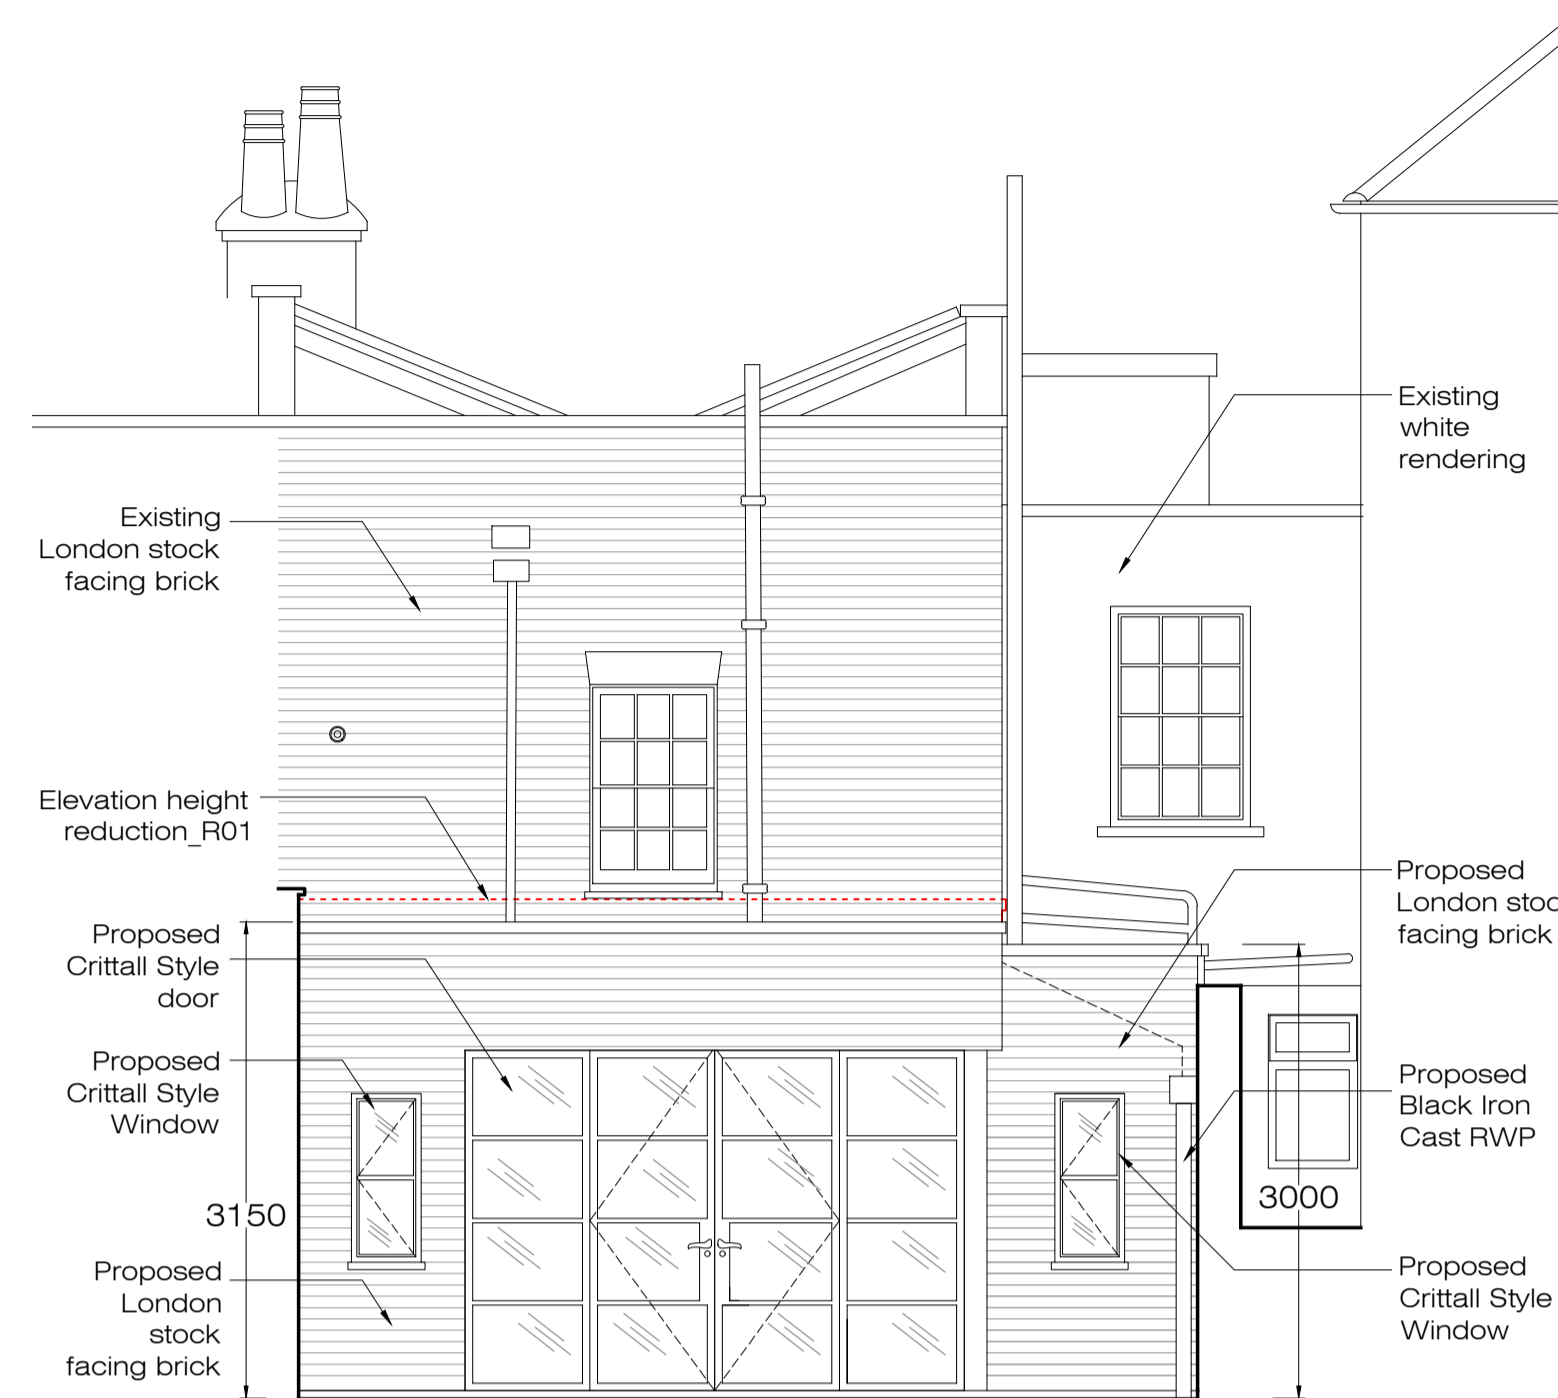 Existing
London stock
facing brick
Elevation height
reduction_R01
Proposed
Crittall Style
door
Proposed
Crittall Style
Window
3150
Proposed
London
stock
facing brick
Existing
white
rendering
Proposed
London stoc
facing brick
Proposed
Black Iron
Cast RWP
3000
Proposed
Crittall Style
Window